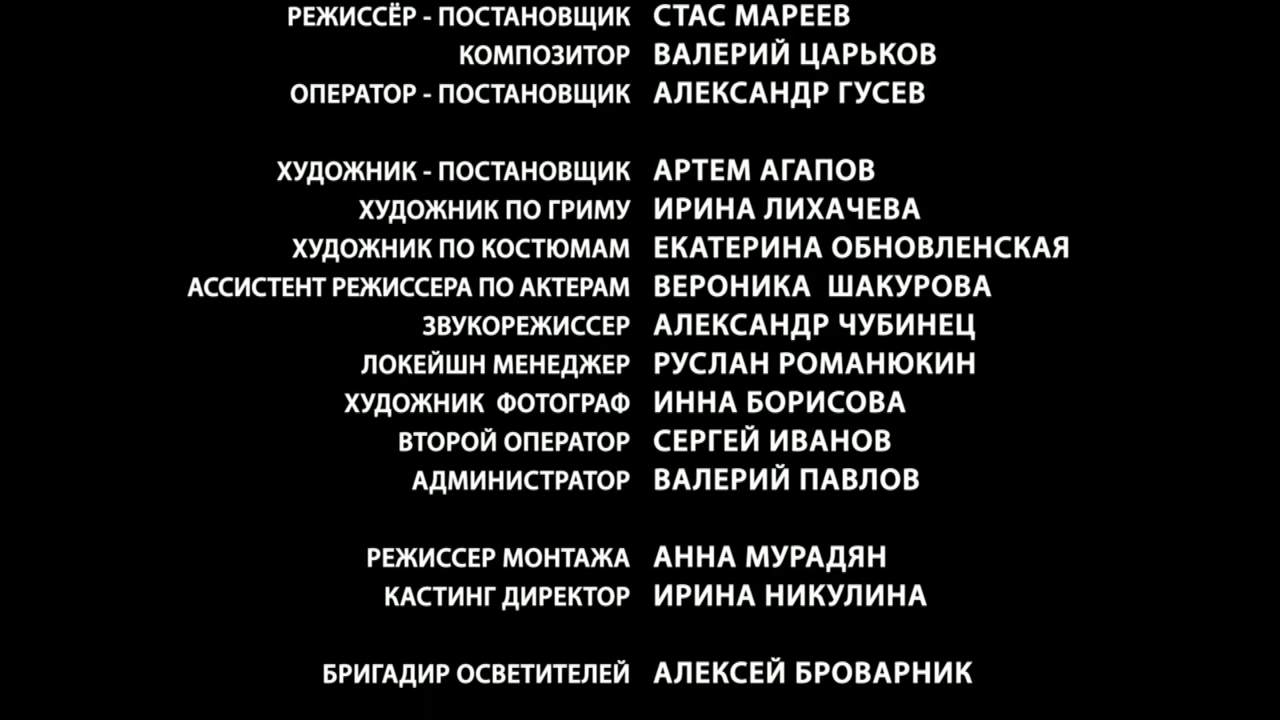 РЕЖИССЁР - ПОСТАНОВЩИК СТАС МАРЕЕВ
КОМПОЗИТОР ВАЛЕРИЙ ЦАРЬКОВ
ОПЕРАТОР - ПОСТАНОВЩИК АЛЕКСАНДР ГУСЕВ
ХУДОЖНИК - ПОСТАНОВЩИК АРТЕМ АГАПОВ
ХУДОЖНИК ПО ГРИМУ ИРИНА ЛИХАЧЕВА
ХУДОЖНИК ПО КОСТЮМАМ ЕКАТЕРИНА ОБНОВЛЕНСКАЯ
АССИСТЕНТ РЕЖИССЕРА ПО АКТЕРАМ ВЕРОНИКА ШАКУРОВА
ЗВУКОРЕЖИССЕР АЛЕКСАНДР ЧУБИНЕЦ
ЛОКЕЙШН МЕНЕДЖЕР РУСЛАН РОМАНЮКИН
ХУДОЖНИК ФОТОГРАФ ИННА БОРИСОВА
ВТОРОЙ ОПЕРАТОР СЕРГЕЙ ИВАНОВ
АДМИНИСТРАТОР ВАЛЕРИЙ ПАВЛОВ
РЕЖИССЕР МОНТАЖА АННА МУРАДЯН
КАСТИНГ ДИРЕКТОР ИРИНА НИКУЛИНА
БРИГАДИР ОСВЕТИТЕЛЕЙ АЛЕКСЕЙ БРОВАРНИК